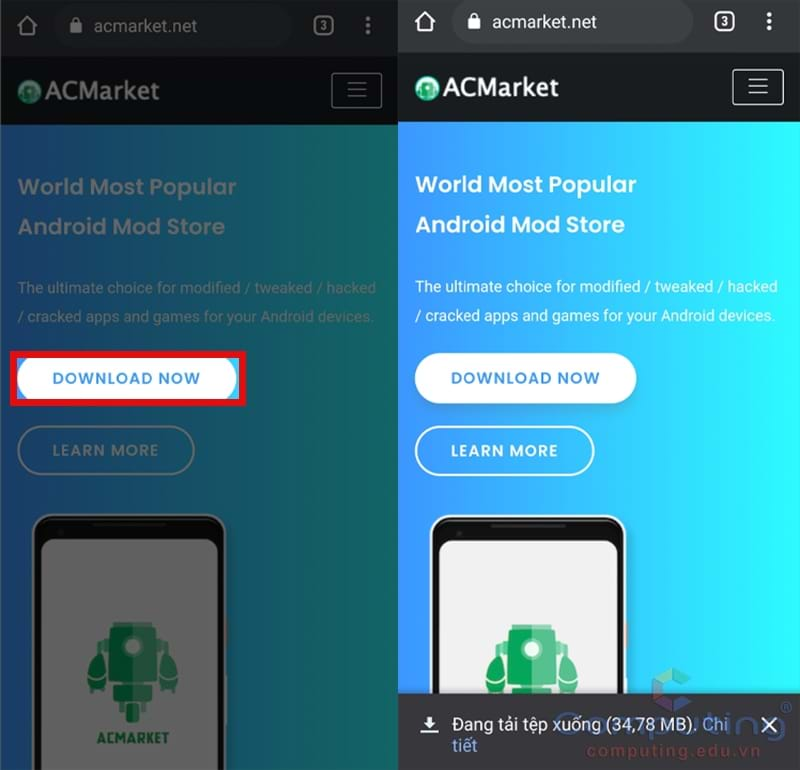 acmarket.net
3
ACMarket
World Most Popular
Android Mod Store
The ultimate choice for modified / tweaked / hacked
/ cracked apps and games for your Android devices.
DOWNLOAD NOW
LEARN MORE
ACMARKET
acmarket.net
3
ACMarket
World Most Popular
Android Mod Store
The ultimate choice for modified / tweaked / hacked
/ cracked apps and games for your Android devices.
DOWNLOAD NOW
LEARN MORE
Đang tải tệp xuống (34,78 MB). Chi
tiết
Computing®
computing.edu.vn